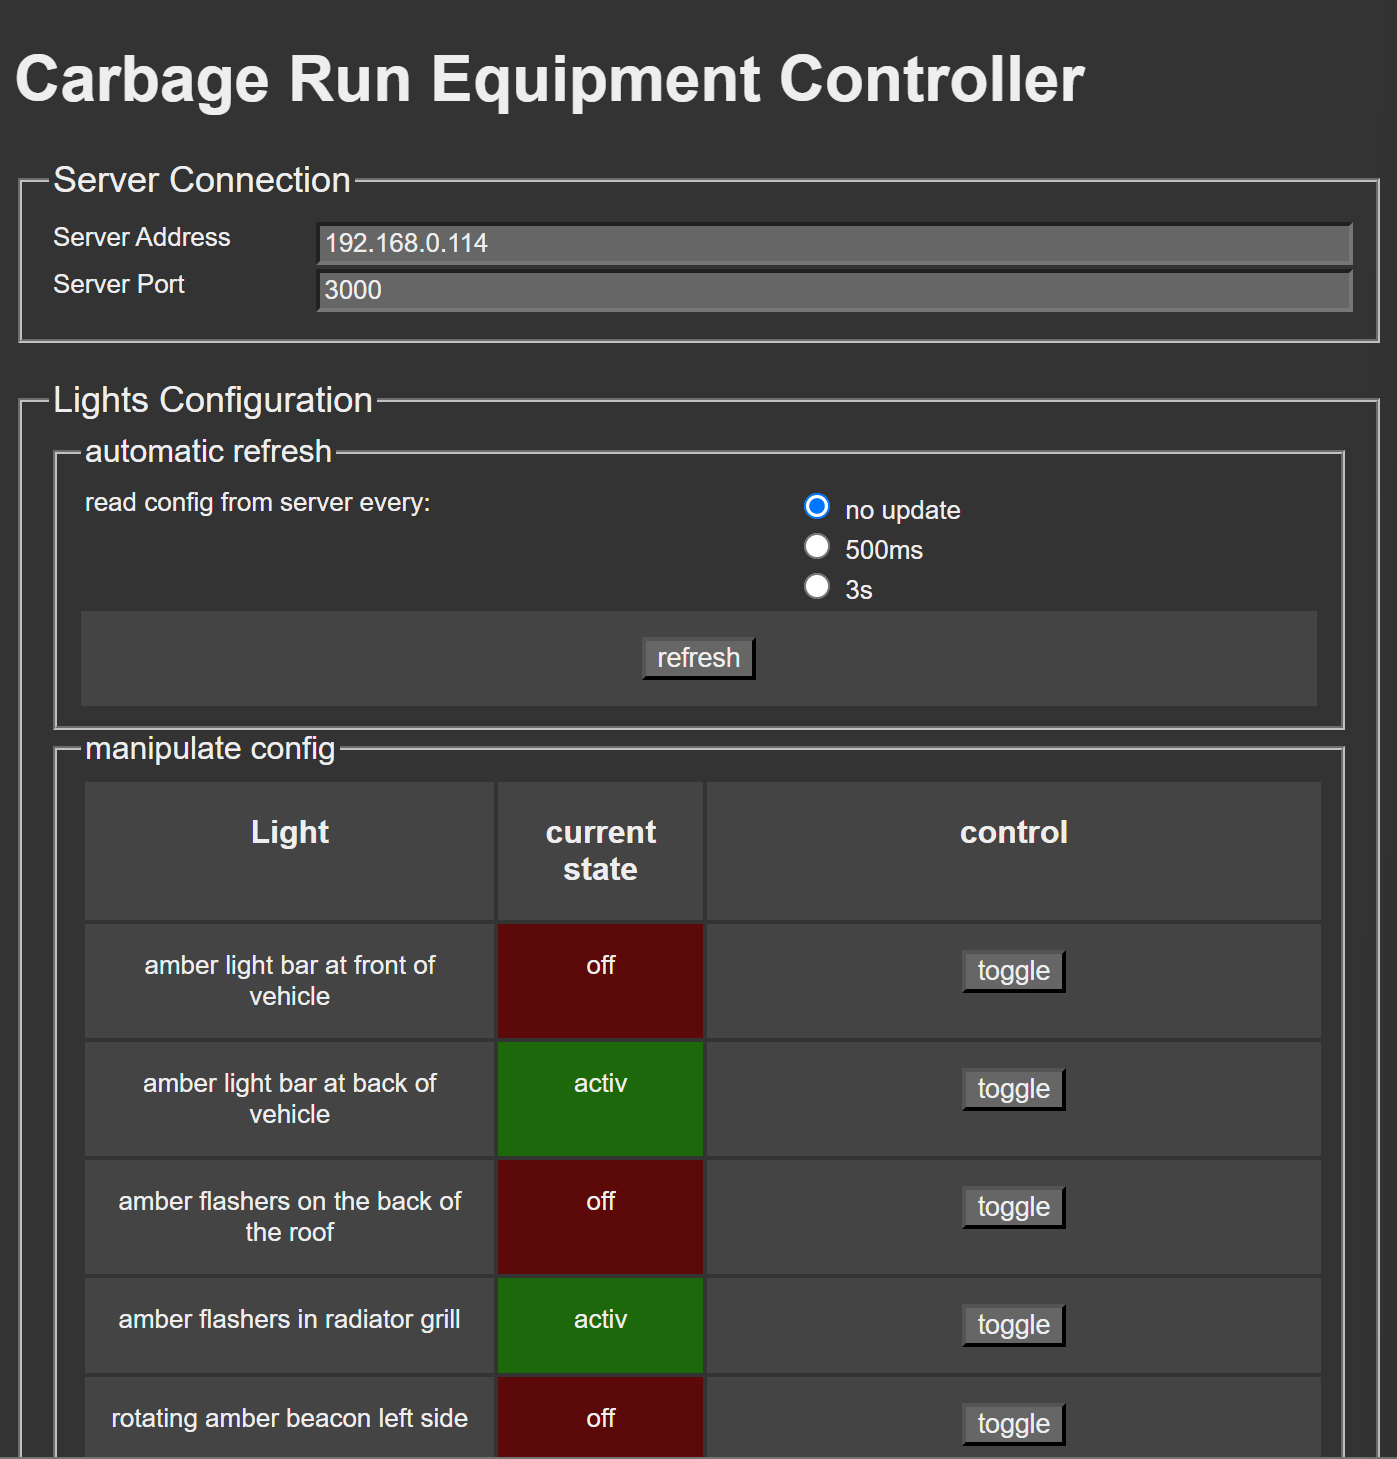 Carbage Run Equipment Controller
Server Connection
Server Address
192.168.0.114
Server Port
3000
Lights Configuration
automatic refresh
read config from server every:
no update
500ms
3s
refresh
manipulate config
Light
current
state
control
amber light bar at front of
vehicle
off
toggle
amber light bar at back of
vehicle
activ
toggle
amber flashers on the back of
the roof
off
toggle
amber flashers in radiator grill
activ
toggle
rotating amber beacon left side
off
toggle